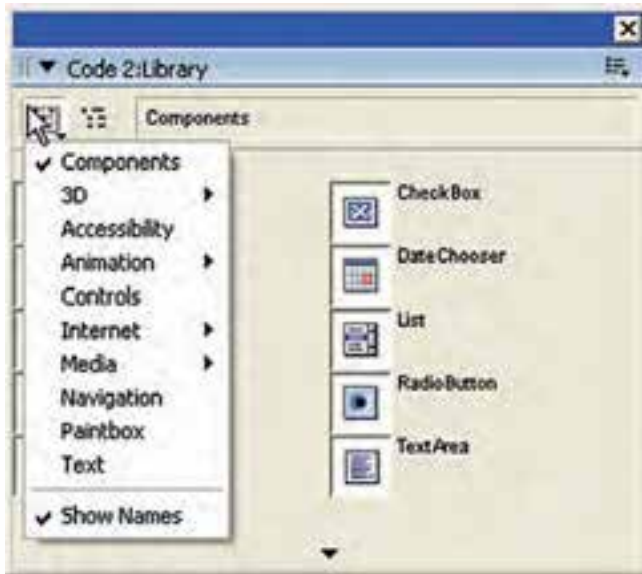 Code 2:Library
Components
Components
3D
Accessibility
Animation
Controls
Internet
Media
Navigation
Paintbox
Text
Show Names
CheckBox
DateChooser
List
RadioButton
TextArea